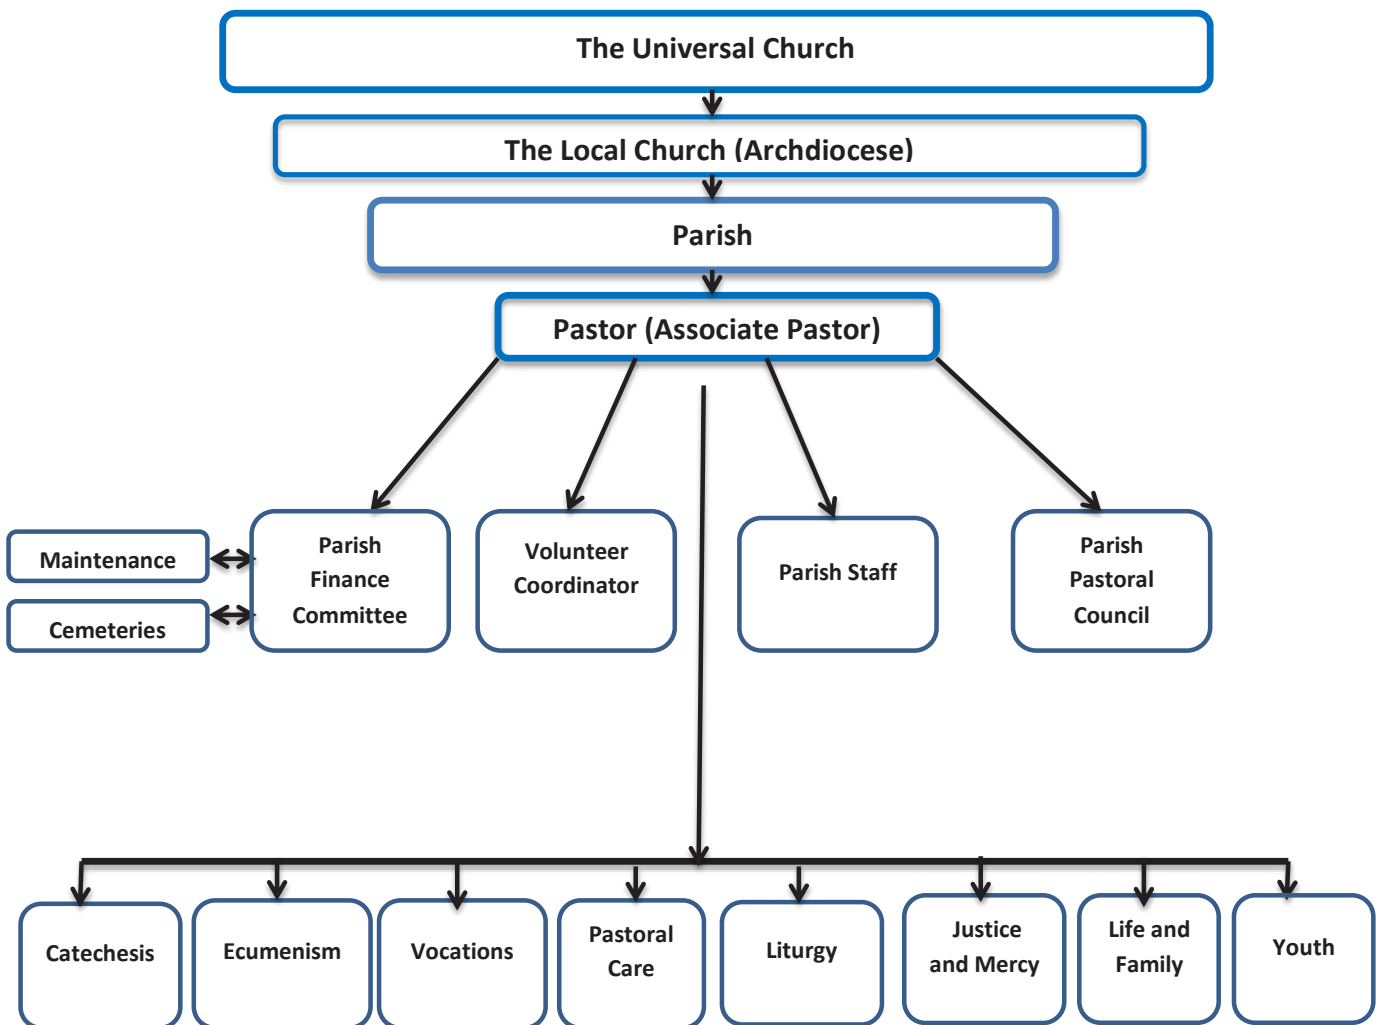 The Universal Church
The Local Church (Archdiocese)
Parish
Pastor (Associate Pastor)
Maintenance
Cemeteries
Parish
Finance
Committee
Volunteer
Coordinator
Parish Staff
Parish
Pastoral
Council
Catechesis
Ecumenism
Vocations
Pastoral
Care
Liturgy
Justice
and Mercy
Life and
Family
Youth